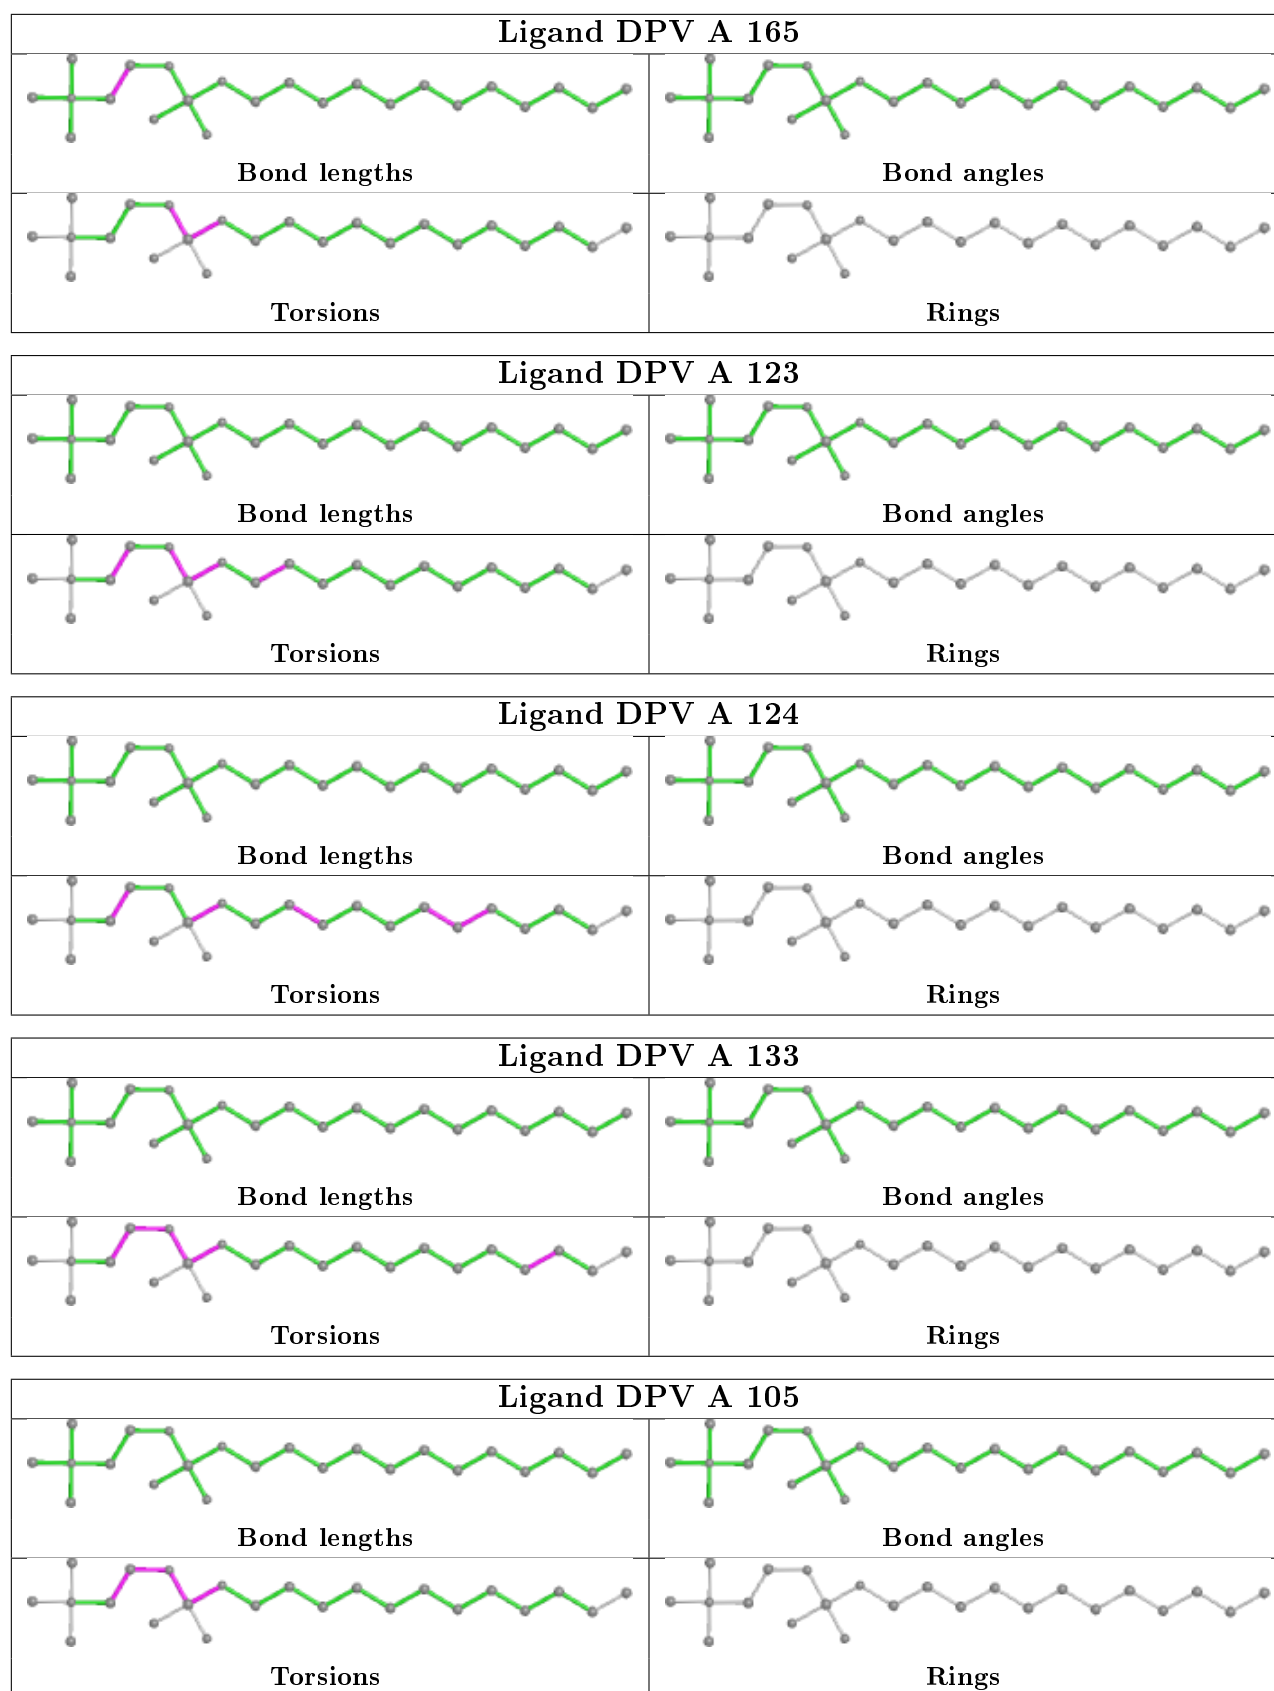 Ligand DPV A 165
Bond lengths
Bond angles
Torsions
Rings
Ligand DPV A 123
Bond lengths
Bond angles
Torsions
Rings
Ligand DPV A 124
Bond lengths
Bond angles
Torsions
Rings
Ligand DPV A 133
Bond lengths
Bond angles
Torsions
Rings
Ligand DPV A 105
Bond lengths
Bond angles
Torsions
Rings